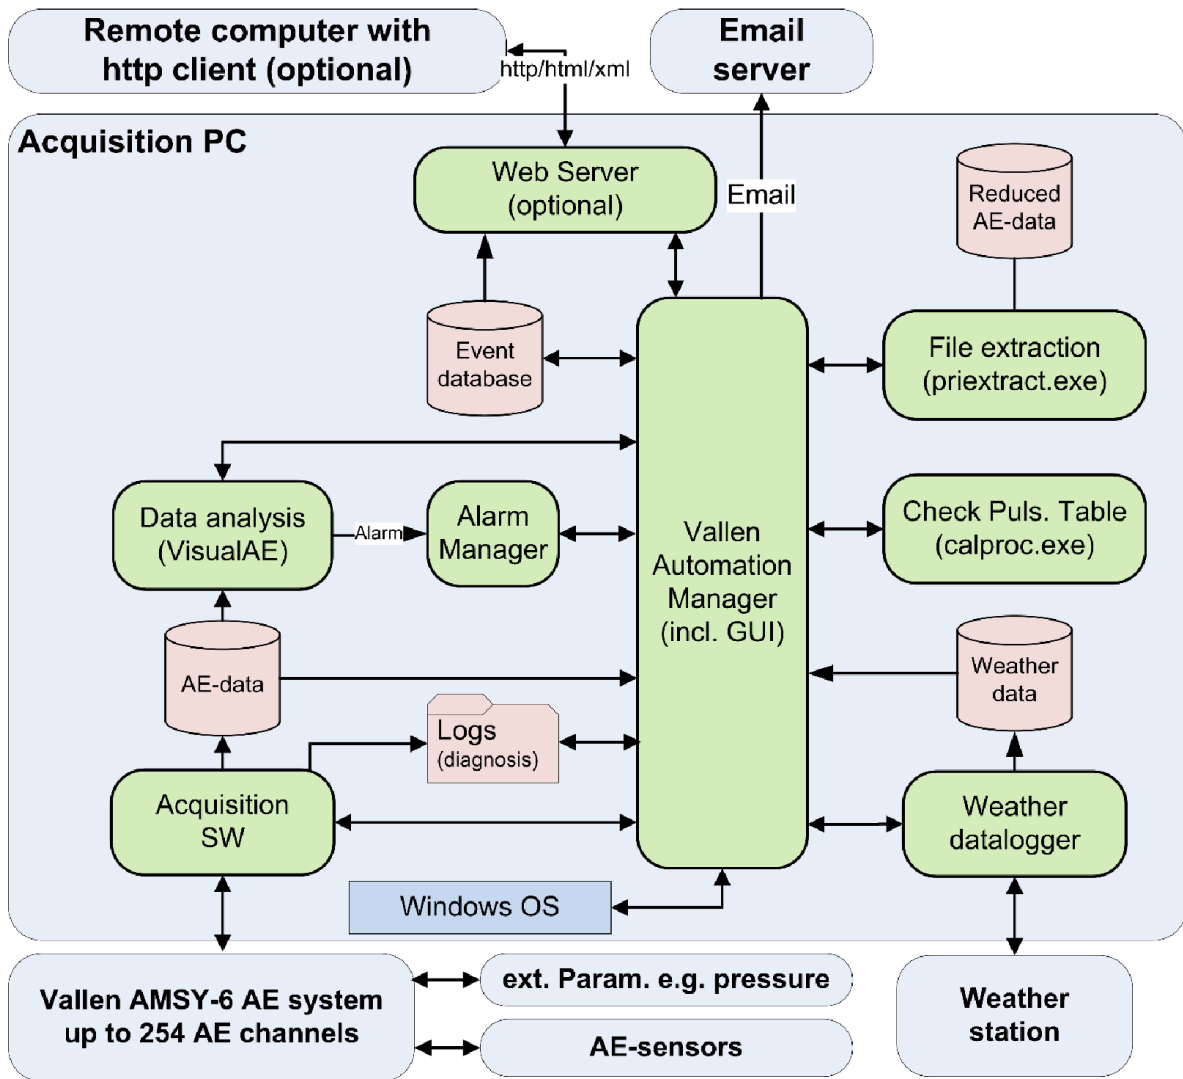 Remote computer with
http client (optional)
http/html/xml
Email
server
Acquisition PC
Web Server
(optional)
Email
Reduced
AE-data
Event
database
File extraction
(priextract.exe)
Data analysis
(VisualAE)
Alarm
Alarm
Manager
Vallen
Automation
Manager
(incl. GUI)
Check Puls. Table
(calproc.exe)
AE-data
Weather
data
Logs
(diagnosis)
Acquisition
SW
Weather
datalogger
Windows OS
Vallen AMSY-6 AE system
up to 254 AE channels
ext. Param. e.g. pressure
AE-sensors
Weather
station